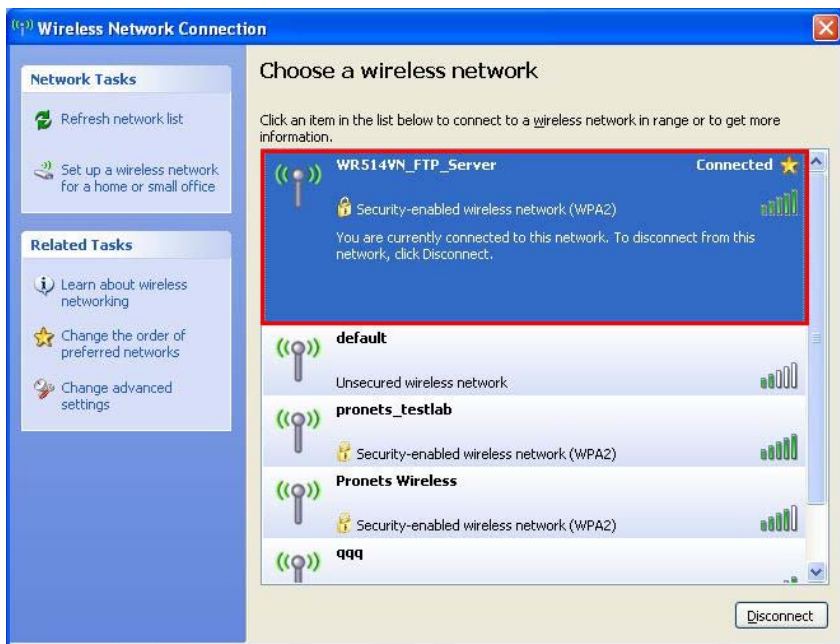 Wireless Network Connection
Network Tasks
Refresh network list
Set up a wireless network
for a home or small office
Related Tasks
Learn about wireless
networking
Change the order of
preferred networks
Change advanced
settings
Choose a wireless network
Click an item in the list below to connect to a wireless network in range or to get more
information.
WR514VN_FTP_Server
Connected
Security-enabled wireless network (WPA2)
You are currently connected to this network. To disconnect from this
network, click Disconnect.
default
Unsecured wireless network
pronets_testlab
Security-enabled wireless network (WPA2)
Pronets Wireless
Security-enabled wireless network (WPA2)
qqq
Disconnect